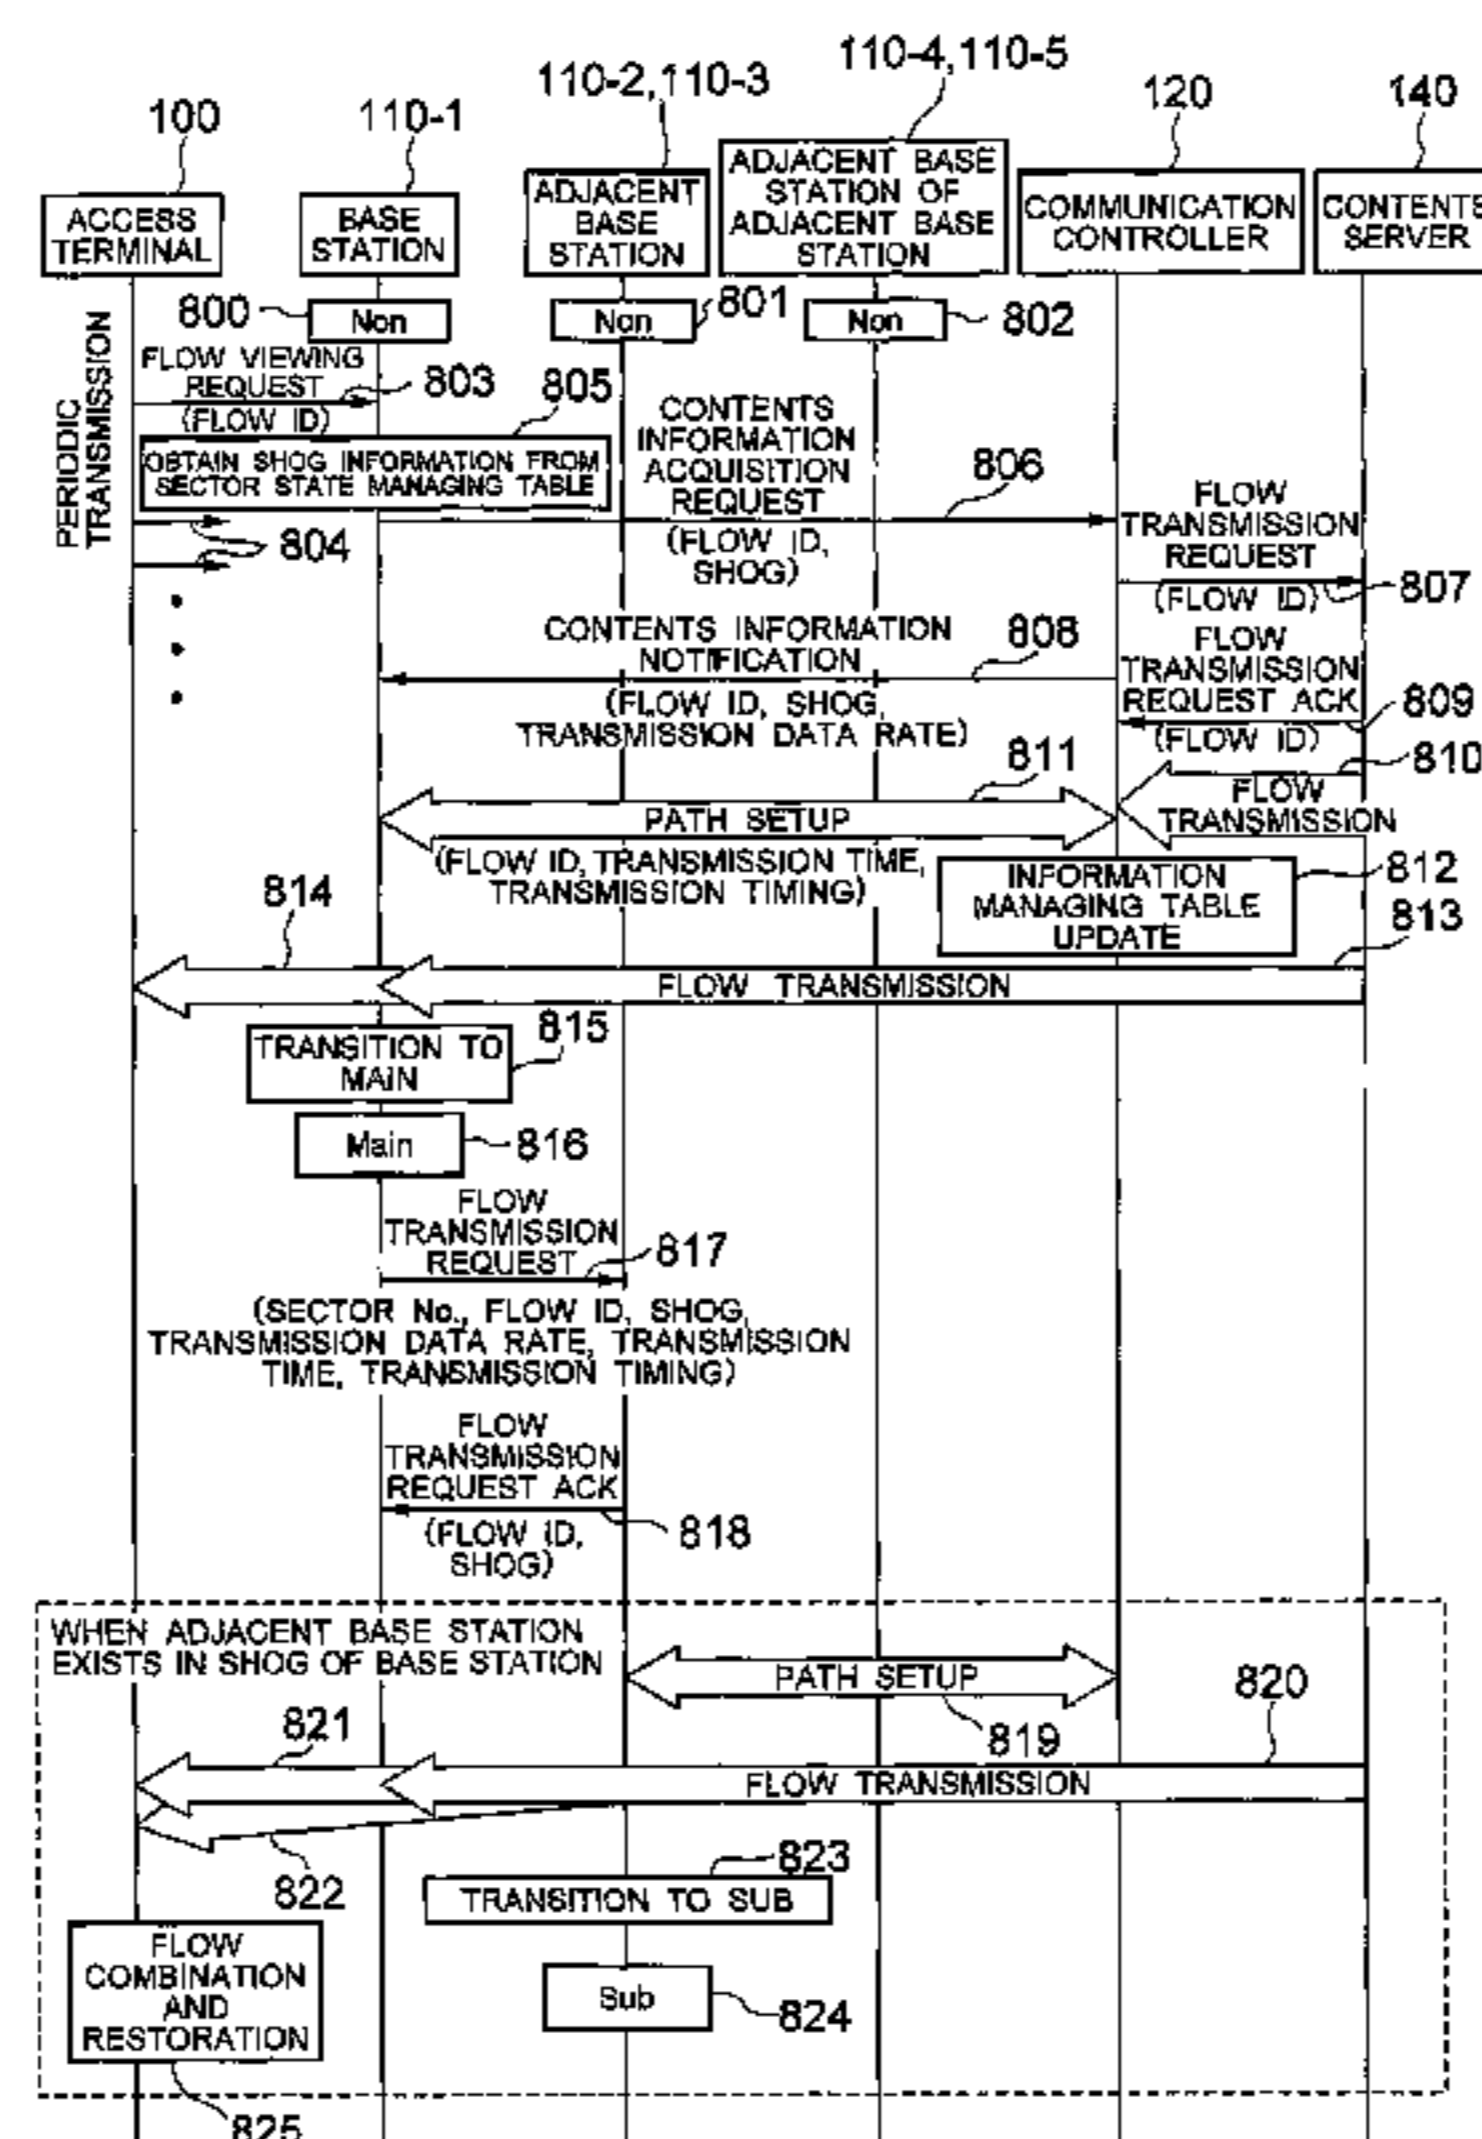 100
110-1
110-2,110-3
110-4,110-5
120
140
ACCESS
TERMINAL
BASE
STATION
ADJACENT
BASE
STATION
ADJACENT BASE
STATION OF
ADJACENT BASE
STATION
COMMUNICATION
CONTROLLER
CONTENTS
SERVER
800
Non
Non
801
Non
802
PERIODIC
TRANSMISSION
FLOW VIEWING
REQUEST
(FLOW ID)
803
805
OBTAIN SHOG INFORMATION FROM
SECTOR STATE MANAGING TABLE
804
CONTENTS
INFORMATION
ACQUISITION
REQUEST
(FLOW ID,
SHOG)
806
FLOW
TRANSMISSION
REQUEST
(FLOW ID)
807
CONTENTS INFORMATION
NOTIFICATION
(FLOW ID, SHOG,
TRANSMISSION DATA RATE)
808
FLOW
TRANSMISSION
REQUEST ACK
(FLOW ID)
809
810
FLOW
TRANSMISSION
811
PATH SETUP
(FLOW ID, TRANSMISSION TIME,
TRANSMISSION TIMING)
INFORMATION
MANAGING TABLE
UPDATE
812
813
814
FLOW TRANSMISSION
TRANSITION TO
MAIN
815
Main
816
FLOW
TRANSMISSION
REQUEST
817
(SECTOR No., FLOW ID, SHOG,
TRANSMISSION DATA RATE, TRANSMISSION
TIME, TRANSMISSION TIMING)
FLOW
TRANSMISSION
REQUEST ACK
(FLOW ID,
SHOG)
818
WHEN ADJACENT BASE STATION
EXISTS IN SHOG OF BASE STATION
PATH SETUP
819
820
821
FLOW TRANSMISSION
822
823
TRANSITION TO SUB
FLOW
COMBINATION
AND
RESTORATION
Sub
824
825